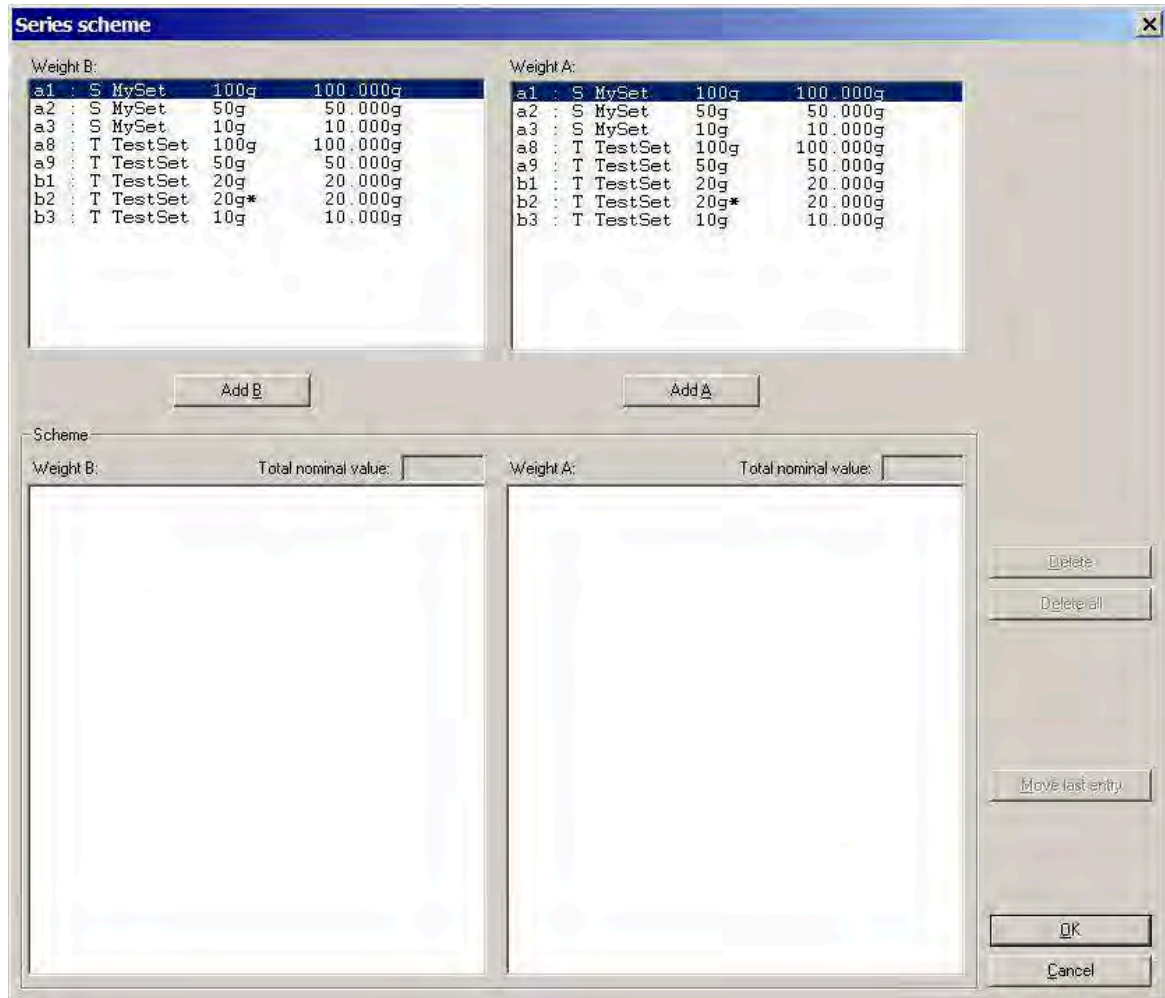 Series scheme
Weight B:
a1 : S MySet 100g 100.000g
a2 : S MySet 50g 50.000g
a3 : S MySet 10g 10.000g
a8 : T TestSet 100g 100.000g
a9 : T TestSet 50g 50.000g
b1 : T TestSet 20g 20.000g
b2 : T TestSet 20g* 20.000g
b3 : T TestSet 10g 10.000g
Weight A:
a1 : S MySet 100g 100.000g
a2 : S MySet 50g 50.000g
a3 : S MySet 10g 10.000g
a8 : T TestSet 100g 100.000g
a9 : T TestSet 50g 50.000g
b1 : T TestSet 20g 20.000g
b2 : T TestSet 20g* 20.000g
b3 : T TestSet 10g 10.000g
Add B
Add A
Scheme
Weight B: Total nominal value:
Weight A: Total nominal value:
Delete
Delete all
Move last entry
OK
Cancel